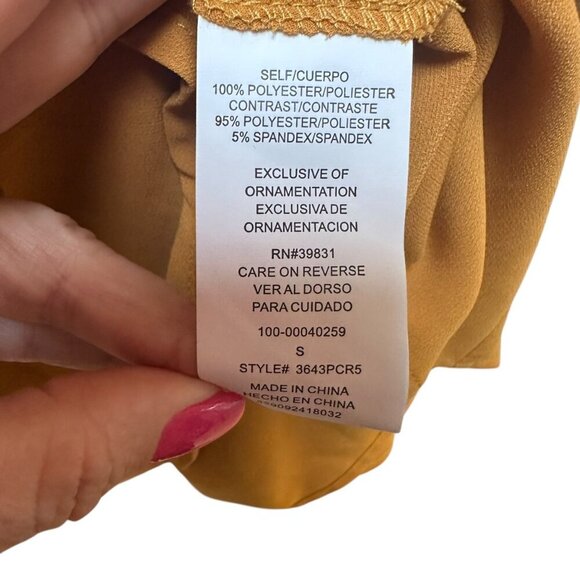 SELF/CUERPO
100% POLYESTER/POLIESTER
CONTRAST/CONTRASTE
95% POLYESTER/POLIESTER
5% SPANDEX/SPANDEX
EXCLUSIVE OF
ORNAMENTATION
EXCLUSIVA DE
ORNAMENTACION
RN#39831
CARE ON REVERSE
VER AL DORSO
PARA CUIDADO
100-00040259
S
STYLE# 3643PCR5
MADE IN CHINA
HECHO EN CHINA